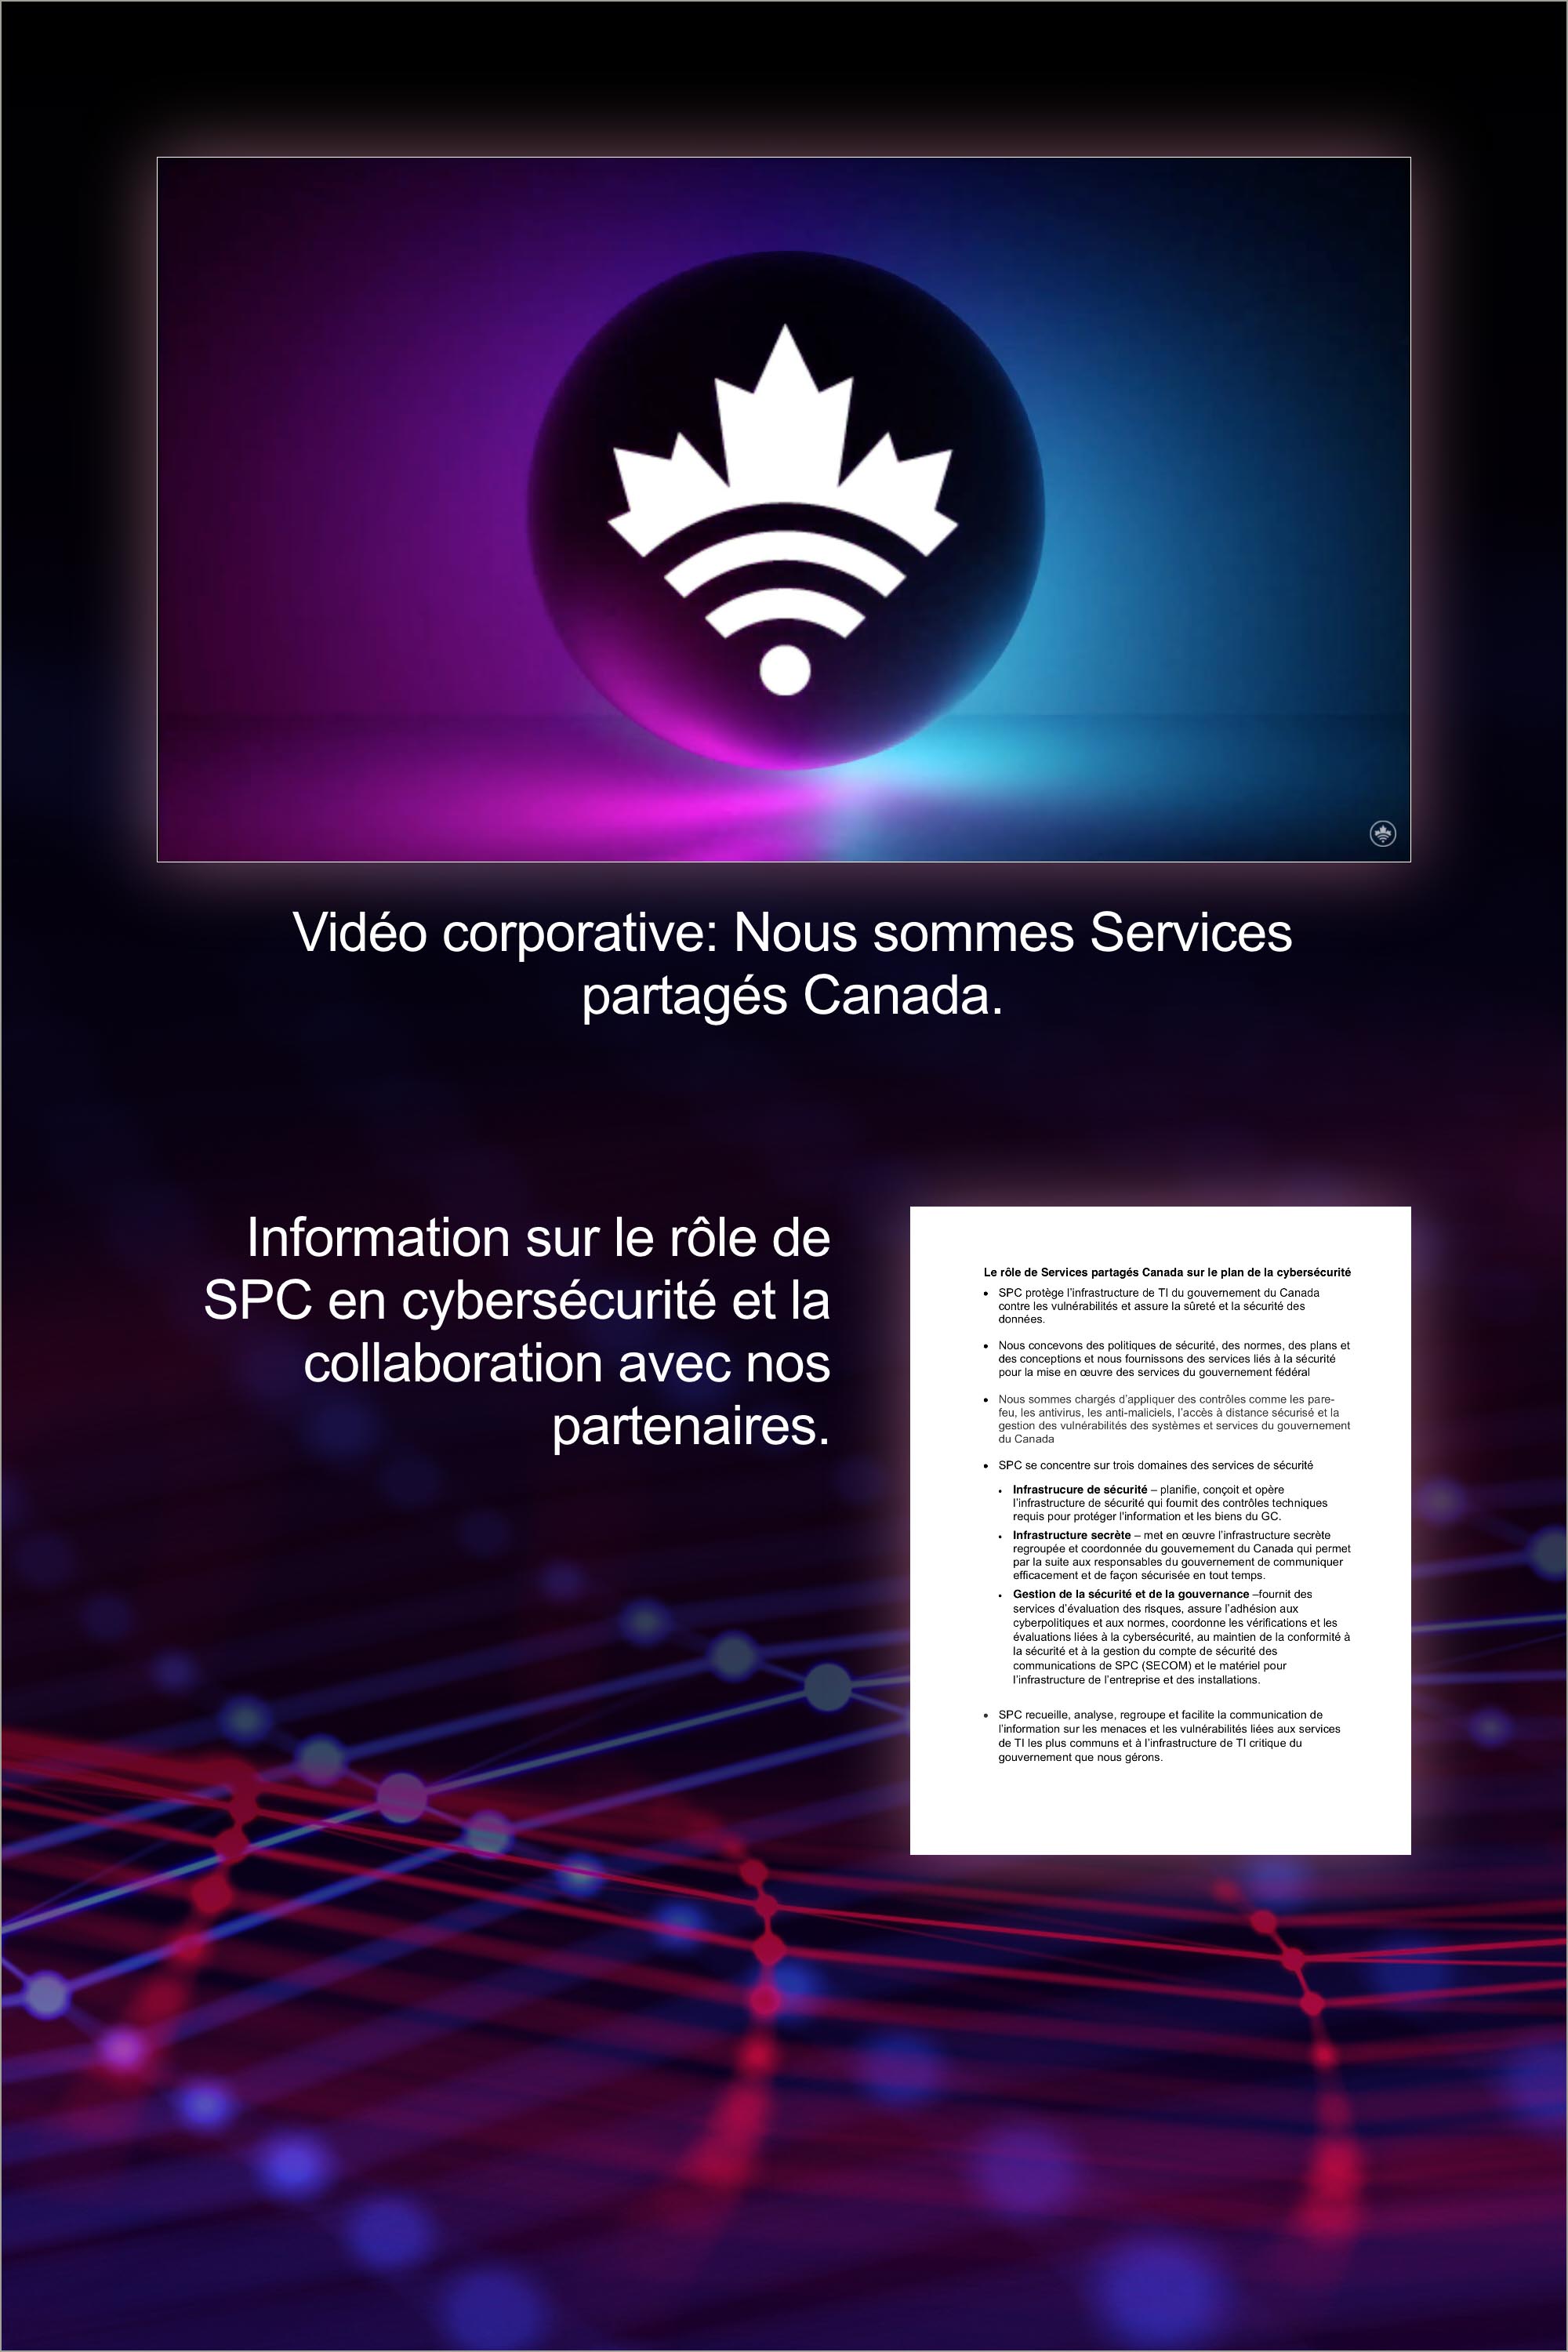 Vidéo corporative: Nous sommes Services
partagés Canada.
Information sur le rôle de
SPC en cybersécurité et la
collaboration avec nos
partenaires.
Le rôle de Services partagés Canada sur le plan de la cybersécurité
• SPC protège l'infrastructure de TI du gouvernement du Canada
contre les vulnérabilités et assure la sûreté et la sécurité des
données.
• Nous concevons des politiques de sécurité, des normes, des plans et
des conceptions et nous fournissons des services liés à la sécurité
pour la mise en œuvre des services du gouvernement fédéral
• Nous sommes chargés d'appliquer des contrôles comme les pare-
feu, les antivirus, les anti-maliciels, l'accès à distance sécurisé et la
gestion des vulnérabilités des systèmes et services du gouvernement
du Canada
• SPC se concentre sur trois domaines des services de sécurité
• Infrastrucure de sécurité – planifie, conçoit et opère
l'infrastructure de sécurité qui fournit des contrôles techniques
requis pour protéger l'information et les biens du GC.
• Infrastructure secrète – met en œuvre l'infrastructure secrète
regroupée et coordonnée du gouvernement du Canada qui permet
par la suite aux responsables du gouvernement de communiquer
efficacement et de façon sécurisée en tout temps.
• Gestion de la sécurité et de la gouvernance –fournit des
services d'évaluation des risques, assure l'adhésion aux
cyberpolitiques et aux normes, coordonne les vérifications et les
évaluations liées à la cybersécurité, au maintien de la conformité à
la sécurité et à la gestion du compte de sécurité des
communications de SPC (SECOM) et le matériel pour
l'infrastructure de l'entreprise et des installations.
• SPC recueille, analyse, regroupe et facilite la communication de
l'information sur les menaces et les vulnérabilités liées aux services
de TI les plus communs et à l'infrastructure de TI critique du
gouvernement que nous gérons.